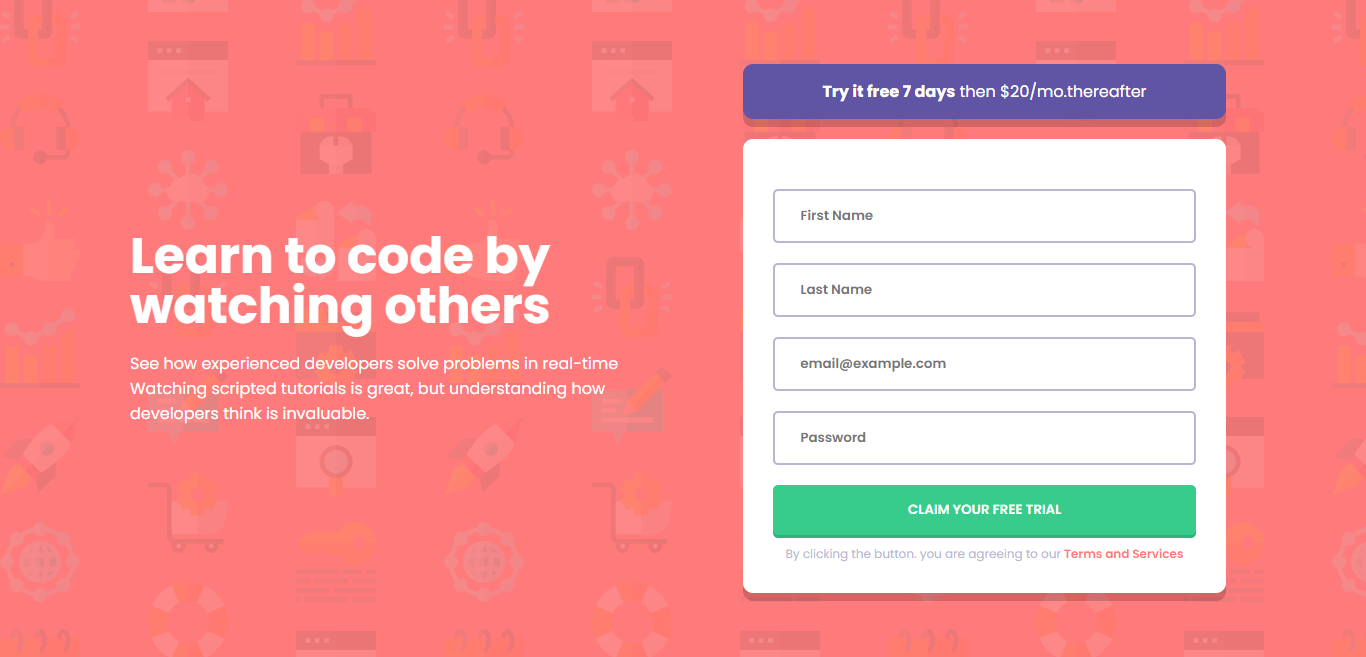 Learn to code by
watching others
See how experienced developers solve problems in real-time
Watching scripted tutorials is great, but understanding how
developers think is invaluable.
Try it free 7 days then $20/mo.thereafter
First Name
Last Name
email@example.com
Password
CLAIM YOUR FREE TRIAL
By clicking the button. you are agreeing to our Terms and Services